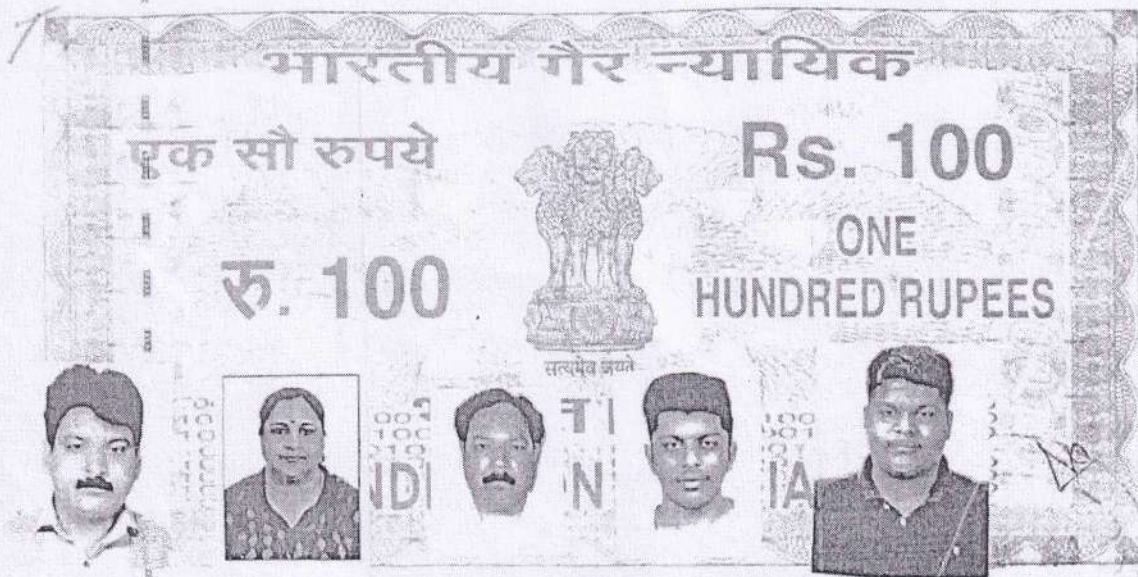 भारतीय गैर न्यायिक
एक सौ रुपये
Rs. 100
रु. 100
ONE
HUNDRED RUPEES
सत्यमेव जयते